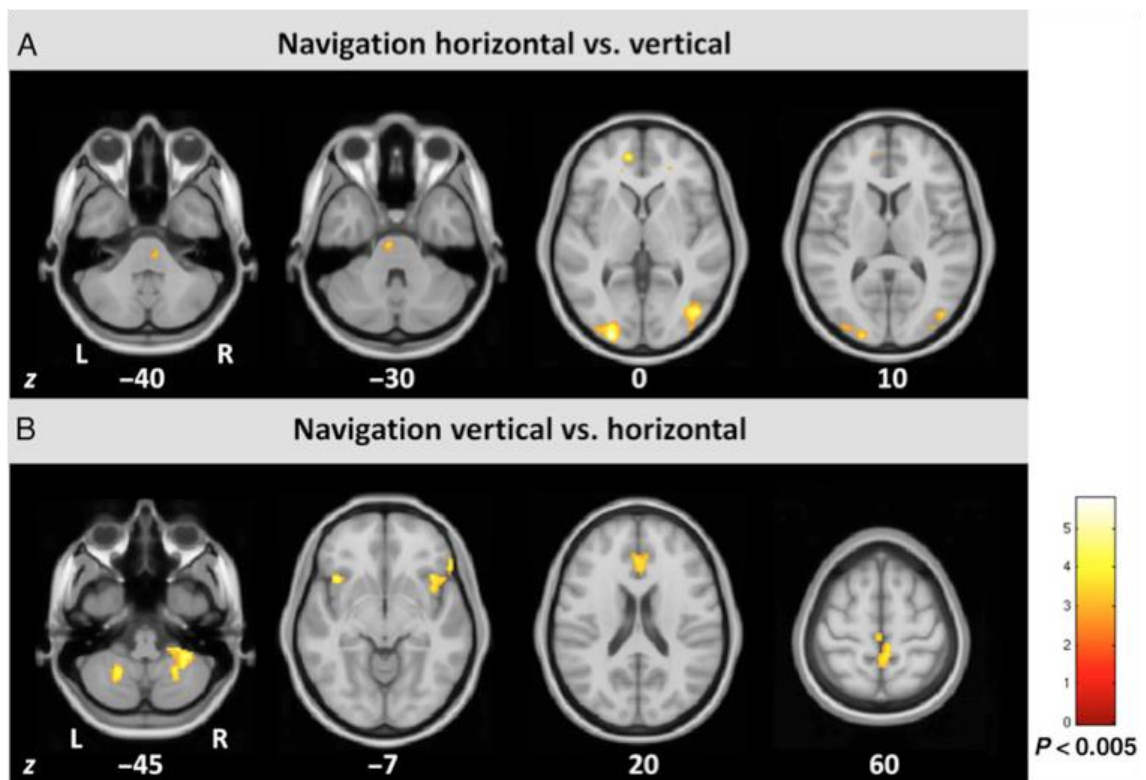 A
Navigation horizontal vs. vertical
L R
z −40 −30 0 10
B
Navigation vertical vs. horizontal
L R
z −45 −7 20 60
5
4
3
2
1
0
P < 0.005